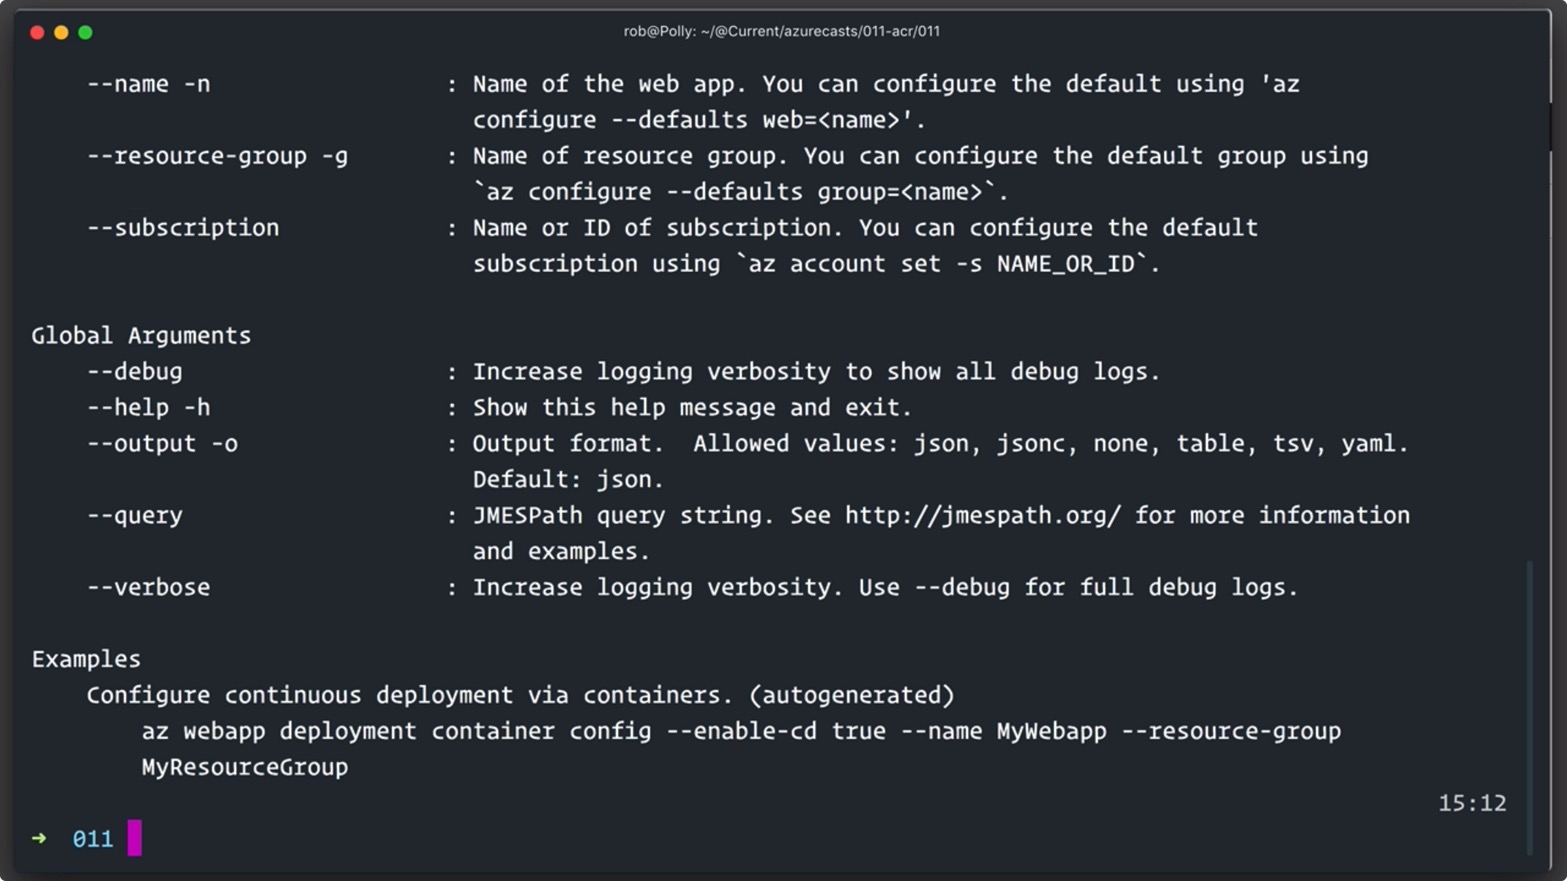 rob@Polly: ~/@Current/azurecasts/011-acr/011
--name -n : Name of the web app. You can configure the default using 'az
configure --defaults web=<name>'.
--resource-group -g : Name of resource group. You can configure the default group using
`az configure --defaults group=<name>`.
--subscription : Name or ID of subscription. You can configure the default
subscription using `az account set -s NAME_OR_ID`.
Global Arguments
--debug : Increase logging verbosity to show all debug logs.
--help -h : Show this help message and exit.
--output -o : Output format.  Allowed values: json, jsonc, none, table, tsv, yaml.
Default: json.
--query : JMESPath query string. See http://jmespath.org/ for more information
and examples.
--verbose : Increase logging verbosity. Use --debug for full debug logs.
Examples
Configure continuous deployment via containers. (autogenerated)
az webapp deployment container config --enable-cd true --name MyWebapp --resource-group
MyResourceGroup
15:12
➜ 011